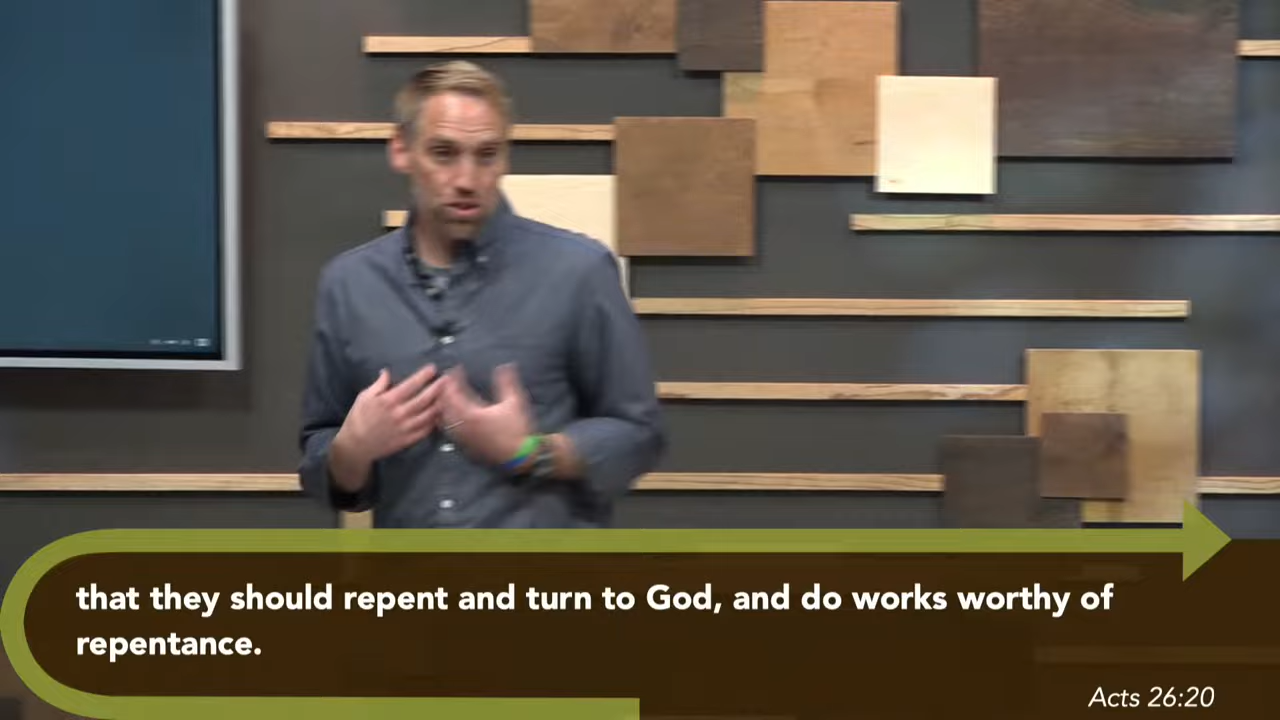 that they should repent and turn to God, and do works worthy of
repentance.
Acts 26:20